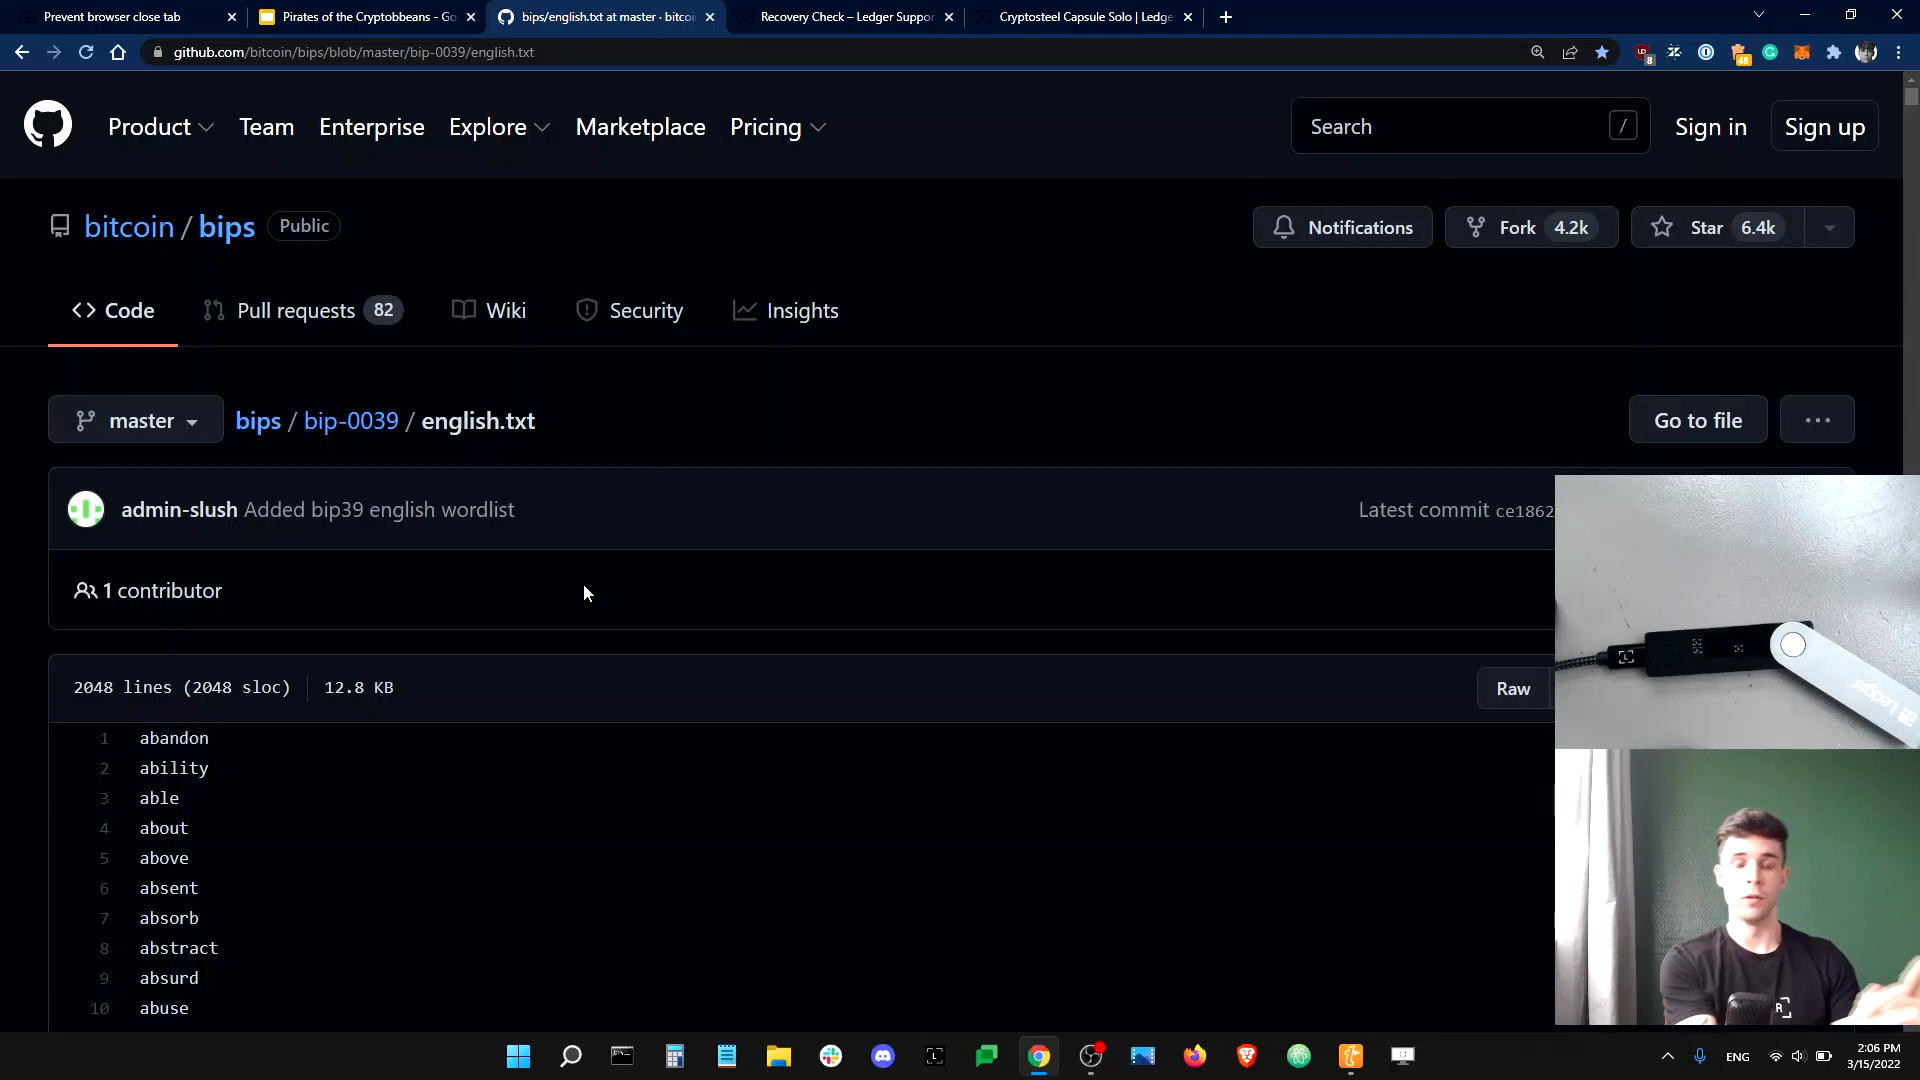 Prevent browser close tab
Pirates of the Cryptobbeans - Go
bips/english.txt at master · bitcoi
Recovery Check – Ledger Suppor
Cryptosteel Capsule Solo | Ledge
github.com/bitcoin/bips/blob/master/bip-0039/english.txt
8
48
Product
Team
Enterprise
Explore
Marketplace
Pricing
Search
/
Sign in
Sign up
bitcoin / bips
Public
Notifications
Fork 4.2k
Star 6.4k
Code
Pull requests 82
Wiki
Security
Insights
master
bips / bip-0039 / english.txt
Go to file
admin-slush Added bip39 english wordlist
Latest commit ce1862
1 contributor
2048 lines (2048 sloc)
12.8 KB
Raw
1 abandon
2 ability
3 able
4 about
5 above
6 absent
7 absorb
8 abstract
9 absurd
10 abuse
Ledger
R
ENG
2:06 PM
3/15/2022